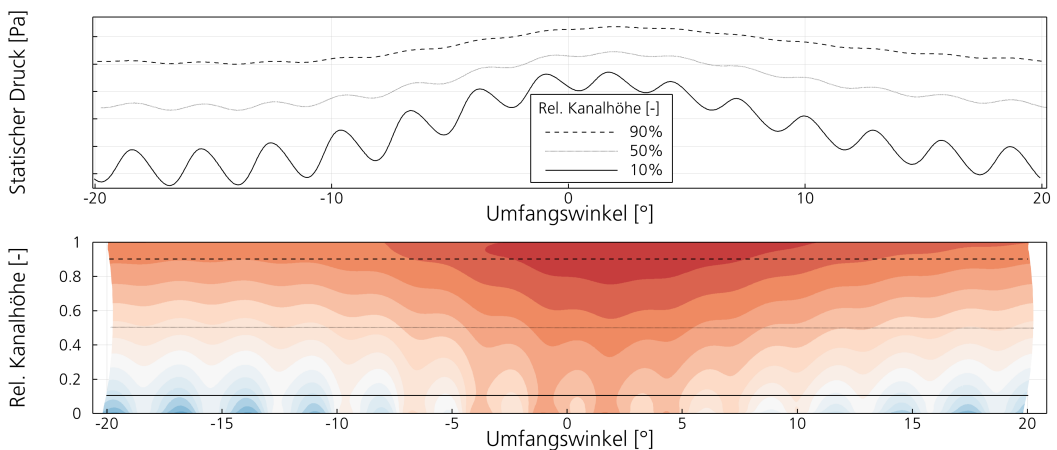 Statischer Druck [Pa]
Rel. Kanalhöhe [-]
90%
50%
10%
-20 -10 0 10 20
Umfangswinkel [°]
Rel. Kanalhöhe [-]
1
0.8
0.6
0.4
0.2
0
-20 -15 -10 -5 0 5 10 15 20
Umfangswinkel [°]